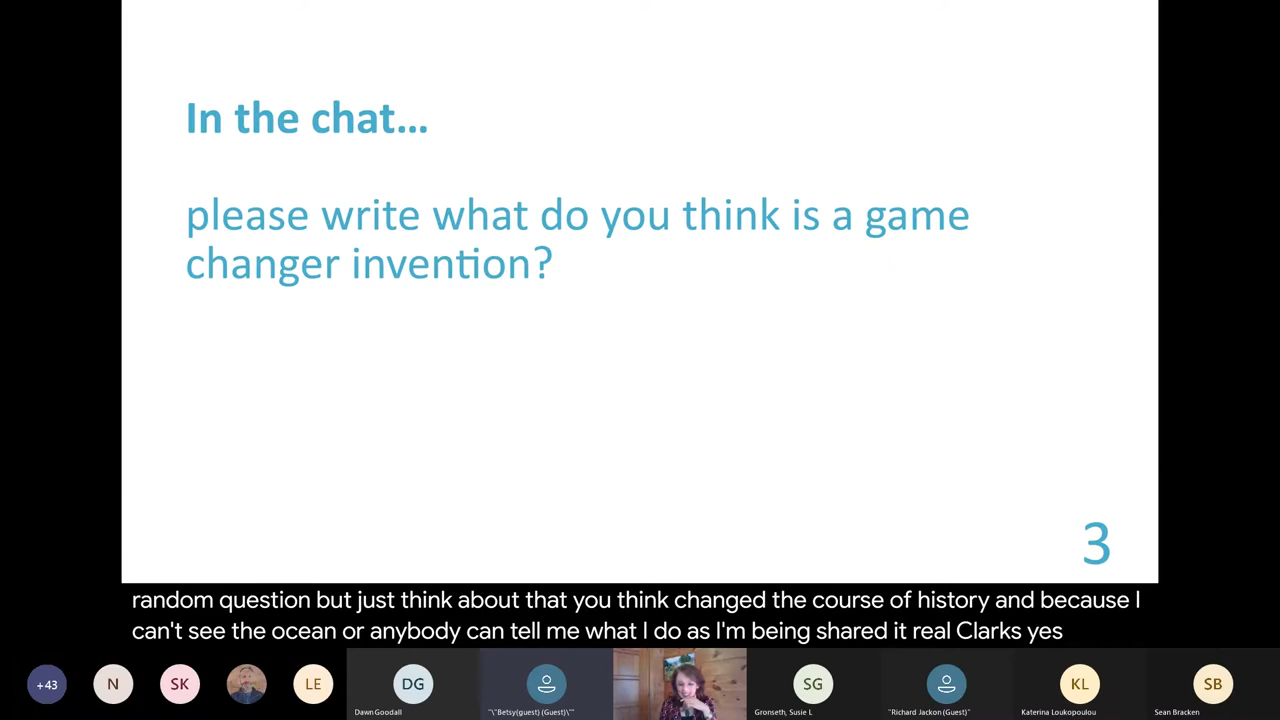 In the chat...
please write what do you think is a game
changer invention?
3
random question but just think about that you think changed the course of history and because I
can't see the ocean or anybody can tell me what I do as I'm being shared it real Clarks yes
+43
N
SK
LE
DG
SG
KL
SB
Dawn Goodall
"\"Betsy(guest) (Guest)\""
Gronseth, Susie L
"Richard Jackon (Guest)"
Katerina Loukopoulou
Sean Bracken